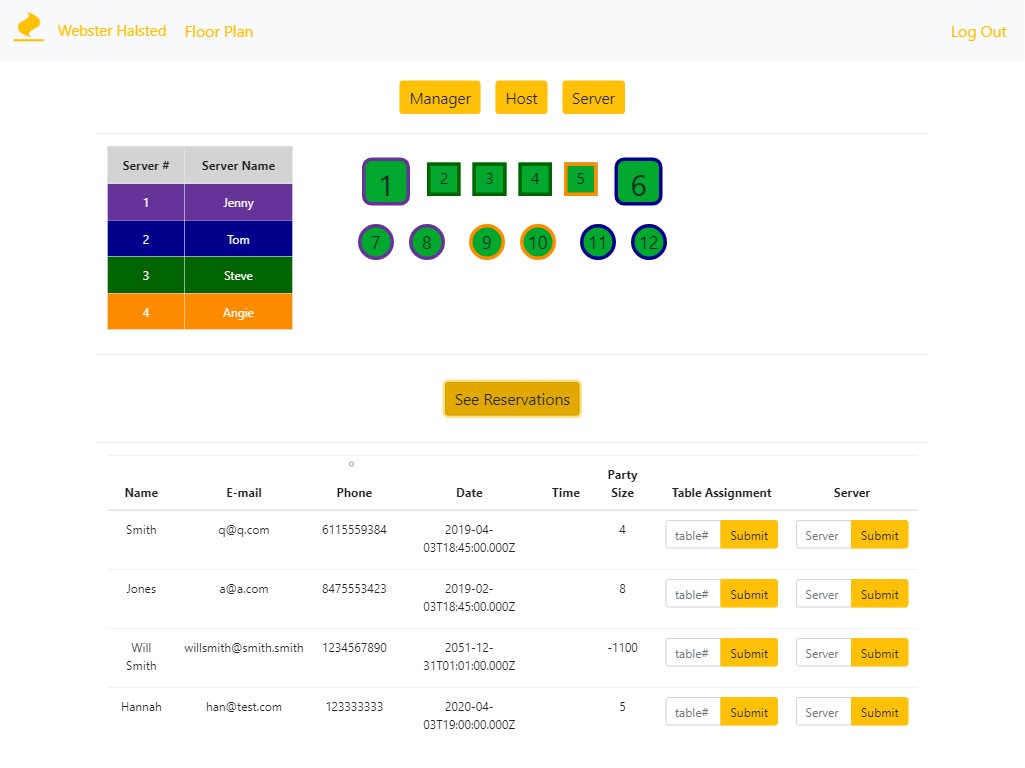 Webster Halsted Floor Plan Log Out
Manager Host Server
Server # Server Name
1 Jenny
2 Tom
3 Steve
4 Angie
1 2 3 4 5 6
7 8 9 10 11 12
See Reservations
Name E-mail Phone Date Time Party Size Table Assignment Server
Smith q@q.com 6115559384 2019-04-
03T18:45:00.000Z 4 table# Submit Server Submit
Jones a@a.com 8475553423 2019-02-
03T18:45:00.000Z 8 table# Submit Server Submit
Will Smith willsmith@smith.smith 1234567890 2051-12-
31T01:01:00.000Z -1100 table# Submit Server Submit
Hannah han@test.com 123333333 2020-04-
03T19:00:00.000Z 5 table# Submit Server Submit